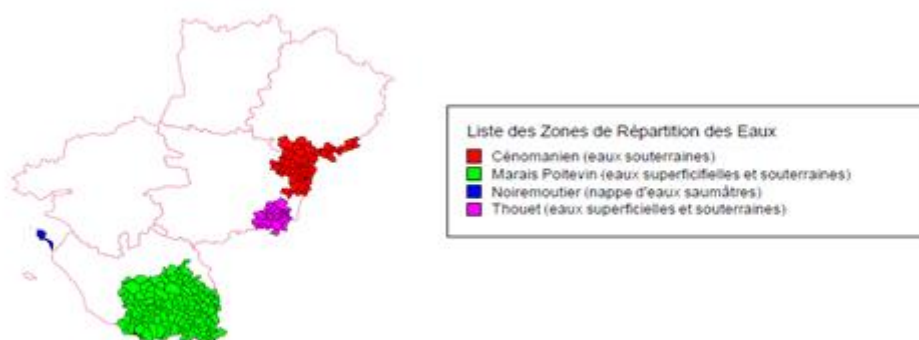 Liste des Zones de Répartition des Eaux
Cénomanien (eaux souterraines)
Marais Poitevin (eaux superficifielles et souterraines)
Noiremoutier (nappe d'eaux saumâtres)
Thouet (eaux superficielles et souterraines)